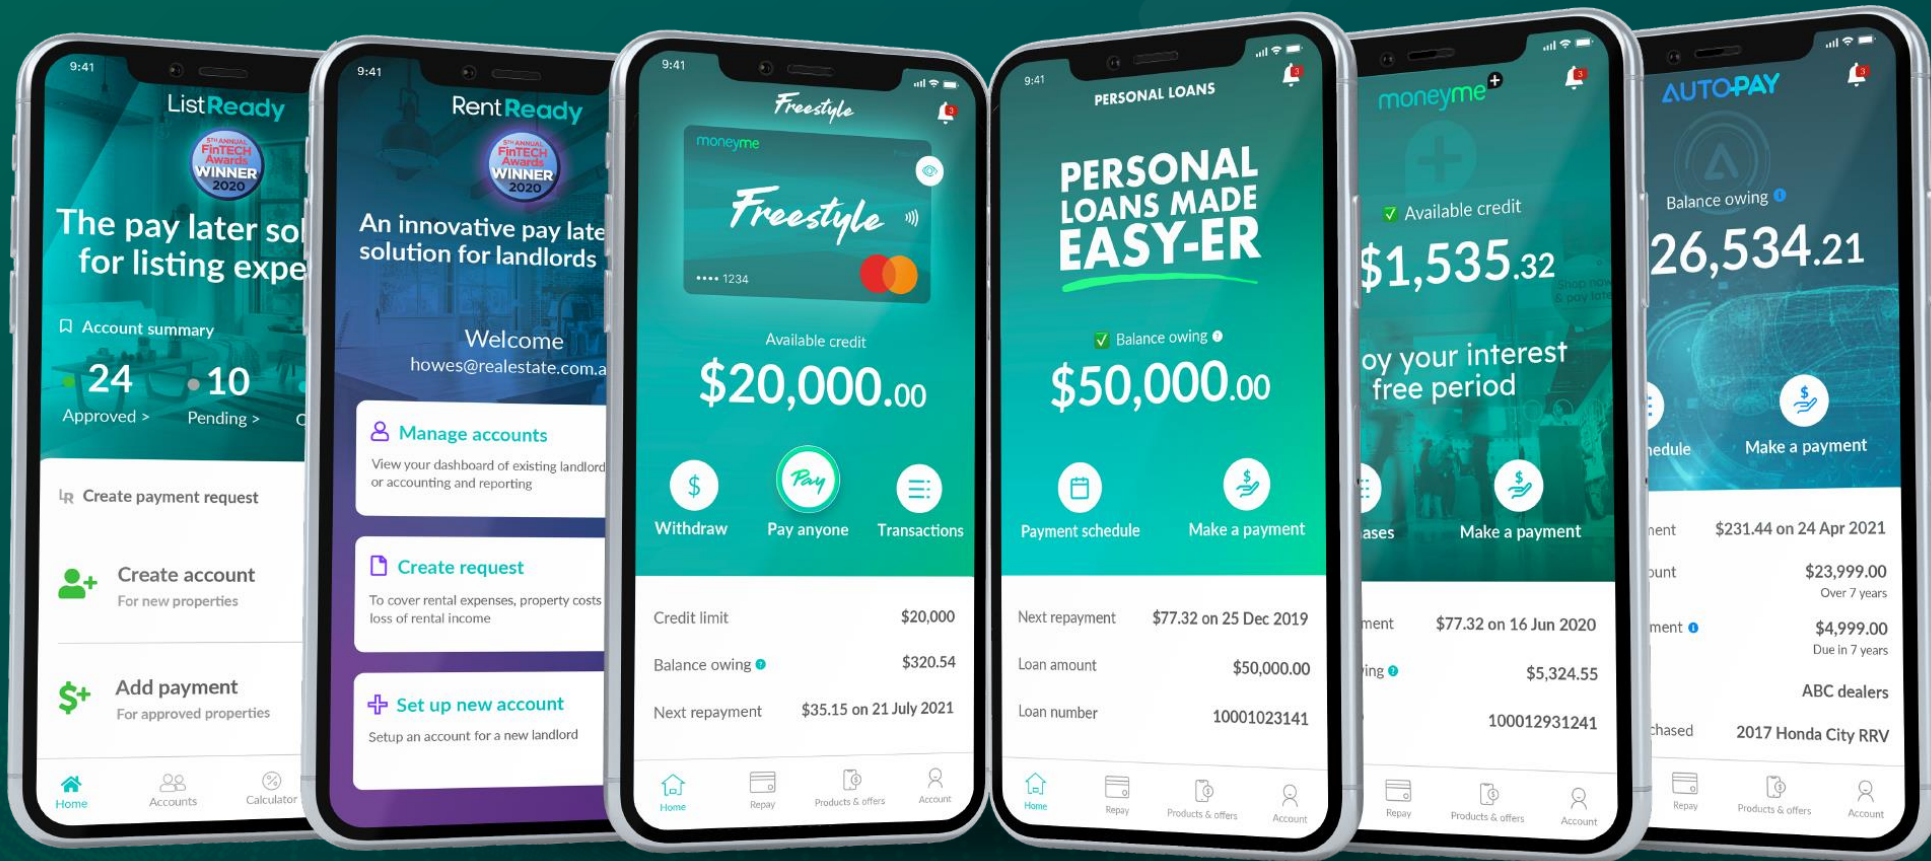 9:41
ListReady
5TH ANNUAL
FinTECH
Awards
WINNER
2020
The pay later sol
for listing expe
Account summary
24
10
Approved >
Pending >
C
LR Create payment request
Create account
For new properties
$+ Add payment
For approved properties
Home
Accounts
Calculator
9:41
RentReady
5TH ANNUAL
FinTECH
Awards
WINNER
2020
An innovative pay late
solution for landlords
Welcome
howes@realestate.com.a
Manage accounts
View your dashboard of existing landlord
or accounting and reporting
Create request
To cover rental expenses, property costs
loss of rental income
Set up new account
Setup an account for a new landlord
9:41
Freestyle
3
moneyme
Freestyle
•••• 1234
Available credit
$20,000.00
$
Pay
Withdraw
Pay anyone
Transactions
Credit limit $20,000
Balance owing ? $320.54
Next repayment $35.15 on 21 July 2021
Home
Repay
Products & offers
Account
9:41
PERSONAL LOANS
3
PERSONAL
LOANS MADE
EASY-ER
Balance owing
$50,000.00
Payment schedule
Make a payment
Next repayment $77.32 on 25 Dec 2019
Loan amount $50,000.00
Loan number 10001023141
Home
Repay
Products & offers
Account
moneyme+
3
Available credit
$1,535.32
Shop now
& pay late
oy your interest
free period
ases
Make a payment
ment $77.32 on 16 Jun 2020
ing ? $5,324.55
100012931241
Repay
Products & offers
Account
AUTOPAY
3
Balance owing
26,534.21
edule
Make a payment
ment $231.44 on 24 Apr 2021
ount $23,999.00
Over 7 years
ment $4,999.00
Due in 7 years
ABC dealers
chased 2017 Honda City RRV
Repay
Products & offers
Account